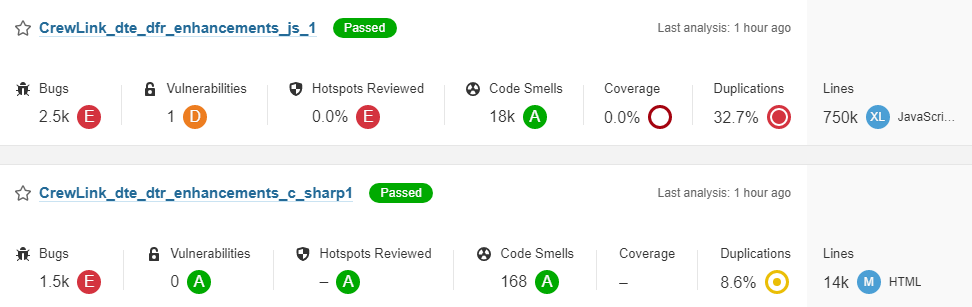 CrewLink_dte_dfr_enhancements_js_1 Passed Last analysis: 1 hour ago
Bugs Vulnerabilities Hotspots Reviewed Code Smells Coverage Duplications Lines
2.5k E 1 D 0.0% E 18k A 0.0% 32.7% 750k XL JavaScri...
CrewLink_dte_dtr_enhancements_c_sharp1 Passed Last analysis: 1 hour ago
Bugs Vulnerabilities Hotspots Reviewed Code Smells Coverage Duplications Lines
1.5k E 0 A – A 168 A – 8.6% 14k M HTML